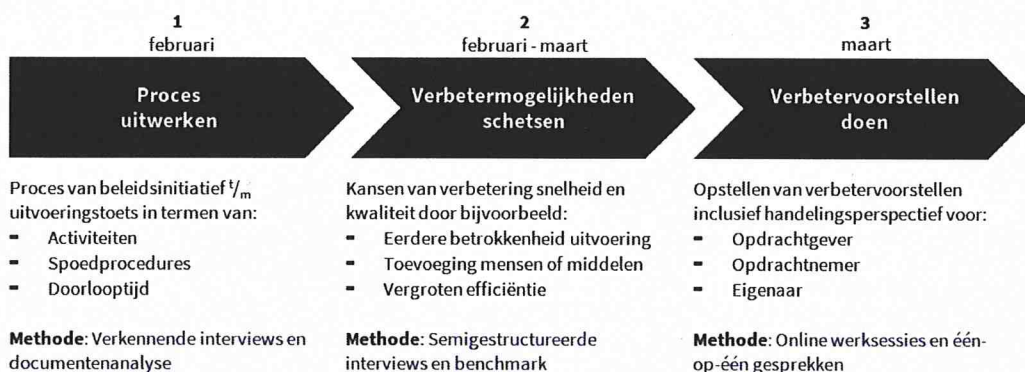 1
februari
Proces
uitwerken
Proces van beleidsinitiatief t/m
uitvoeringstoets in termen van:
- Activiteiten
- Spoedprocedures
- Doorlooptijd
Methode: Verkennende interviews en
documentenanalyse
2
februari - maart
Verbetermogelijkheden
schetsen
Kansen van verbetering snelheid en
kwaliteit door bijvoorbeeld:
- Eerdere betrokkenheid uitvoering
- Toevoeging mensen of middelen
- Vergroten efficiëntie
Methode: Semigestructureerde
interviews en benchmark
3
maart
Verbetervoorstellen
doen
Opstellen van verbetervoorstellen
inclusief handelingsperspectief voor:
- Opdrachtgever
- Opdrachtnemer
- Eigenaar
Methode: Online werksessies en één-
op-één gesprekken